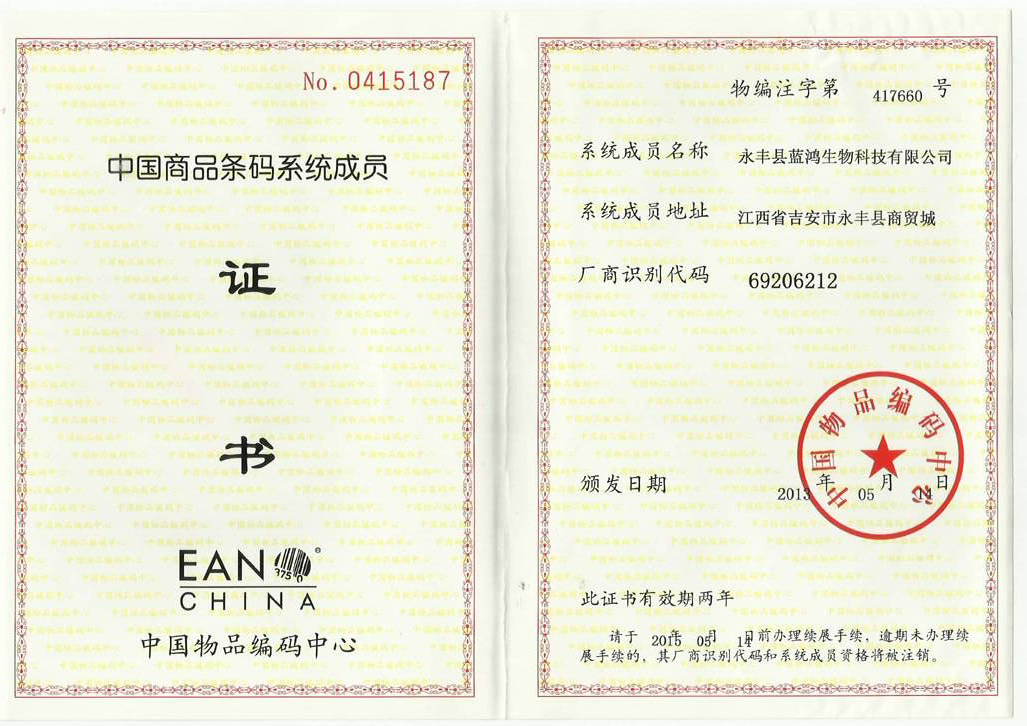 No. 0415187
中国商品条码系统成员
证
书
EAN
CHINA
中国物品编码中心
物编注字第 417660 号
系统成员名称 永丰县蓝鸿生物科技有限公司
系统成员地址 江西省吉安市永丰县商贸城
厂商识别代码 69206212
中国物品编码中心
颁发日期 2013 年 05 月 14 日
此证书有效期两年
请于 2015 年 05 月 14 日前办理续展手续，逾期未办理续
展手续的，其厂商识别代码和系统成员资格将被注销。